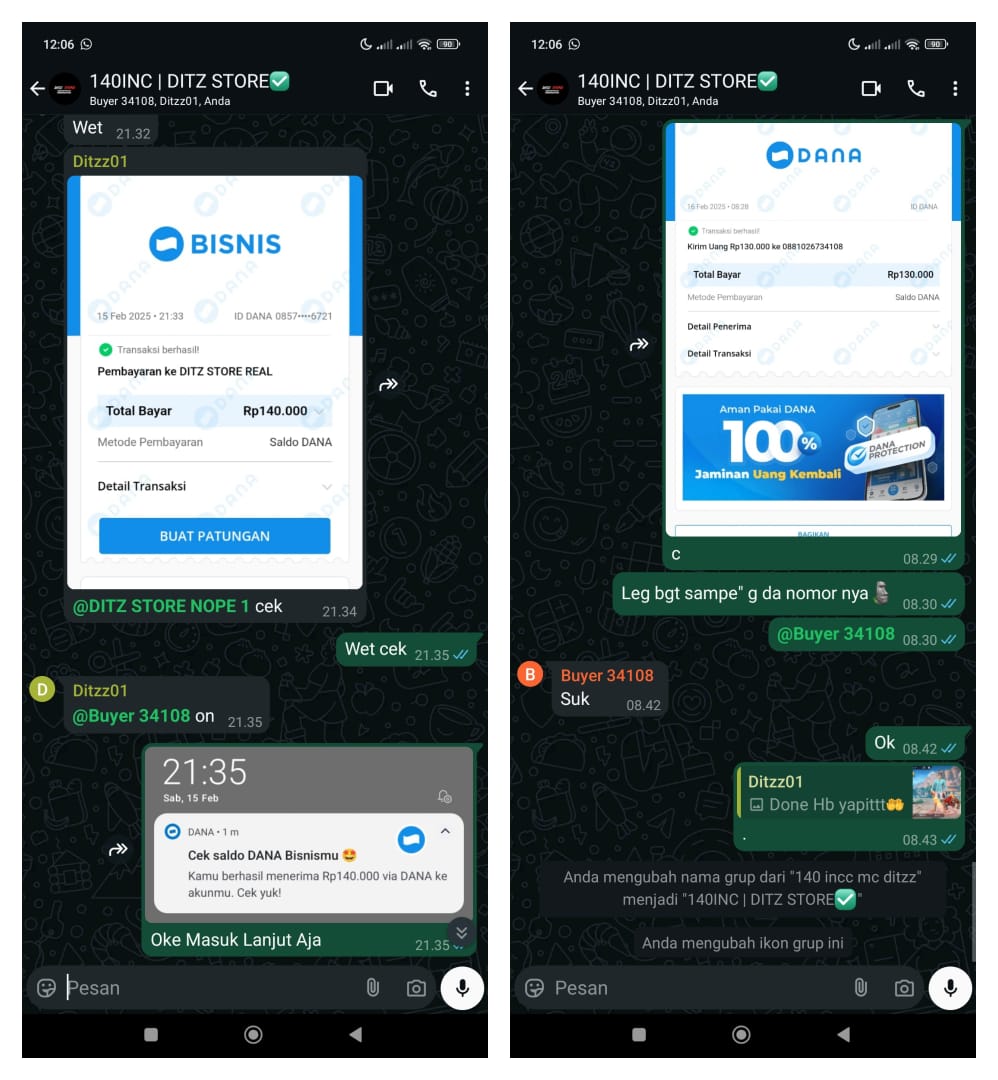 12:06
90
140INC | DITZ STORE✅
Buyer 34108, Ditzz01, Anda
Wet 21.32
Ditzz01
BISNIS
15 Feb 2025 • 21:33 ID DANA 0857••••6721
Transaksi berhasil!
Pembayaran ke DITZ STORE REAL
Total Bayar Rp140.000
Metode Pembayaran Saldo DANA
Detail Transaksi
BUAT PATUNGAN
@DITZ STORE NOPE 1 cek 21.34
Wet cek 21.35
D
Ditzz01
@Buyer 34108 on 21.35
21:35
Sab, 15 Feb
DANA • 1 m
Cek saldo DANA Bisnismu 🤩
Kamu berhasil menerima Rp140.000 via DANA ke
akunmu. Cek yuk!
Oke Masuk Lanjut Aja 21.35
Pesan
12:06
90
140INC | DITZ STORE✅
Buyer 34108, Ditzz01, Anda
DANA
16 Feb 2025 • 08:28 ID DANA
Transaksi berhasil!
Kirim Uang Rp130.000 ke 0881026734108
Total Bayar Rp130.000
Metode Pembayaran Saldo DANA
Detail Penerima
Detail Transaksi
Aman Pakai DANA
100%
Jaminan Uang Kembali
DANA
PROTECTION
BAGIKAN
c 08.29
Leg bgt sampe" g da nomor nya 🗿 08.30
@Buyer 34108 08.30
B
Buyer 34108
Suk 08.42
Ok 08.42
Ditzz01
Done Hb yapittt🤲
. 08.43
Anda mengubah nama grup dari "140 incc mc ditzz"
menjadi "140INC | DITZ STORE✅"
Anda mengubah ikon grup ini
Pesan